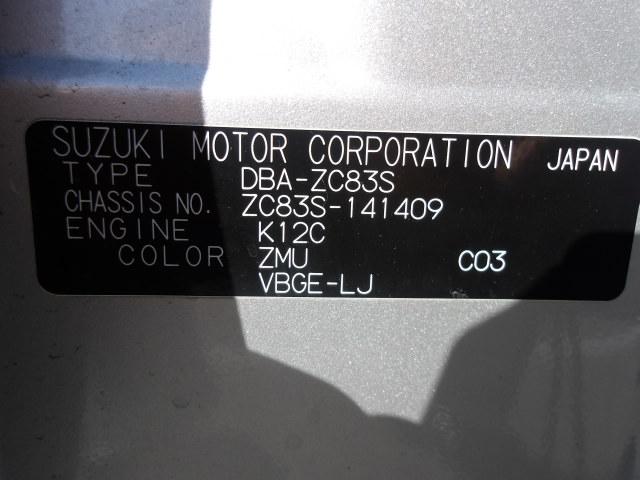 SUZUKI MOTOR CORPORATION JAPAN
TYPE DBA-ZC83S
CHASSIS NO. ZC83S-141409
ENGINE K12C
COLOR ZMU C03
VBGE-LJ